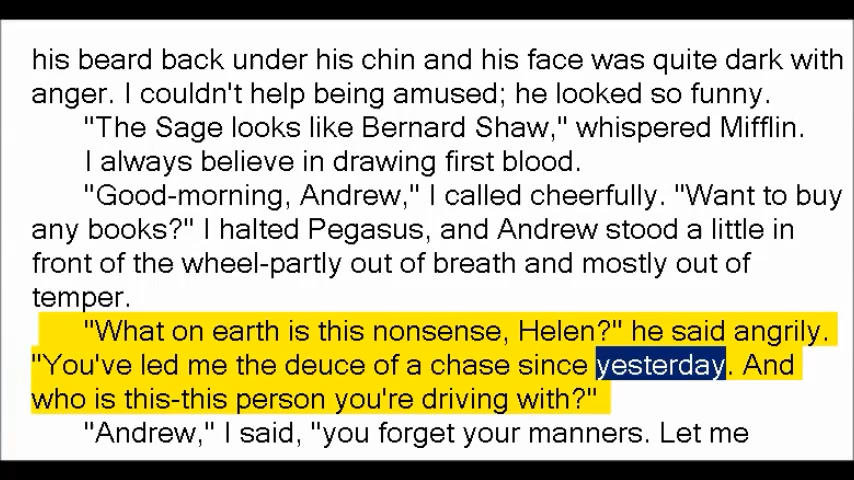 his beard back under his chin and his face was quite dark with
anger. I couldn't help being amused; he looked so funny.
"The Sage looks like Bernard Shaw," whispered Mifflin.
I always believe in drawing first blood.
"Good-morning, Andrew," I called cheerfully. "Want to buy
any books?" I halted Pegasus, and Andrew stood a little in
front of the wheel-partly out of breath and mostly out of
temper.
"What on earth is this nonsense, Helen?" he said angrily.
"You've led me the deuce of a chase since yesterday. And
who is this-this person you're driving with?"
"Andrew," I said, "you forget your manners. Let me